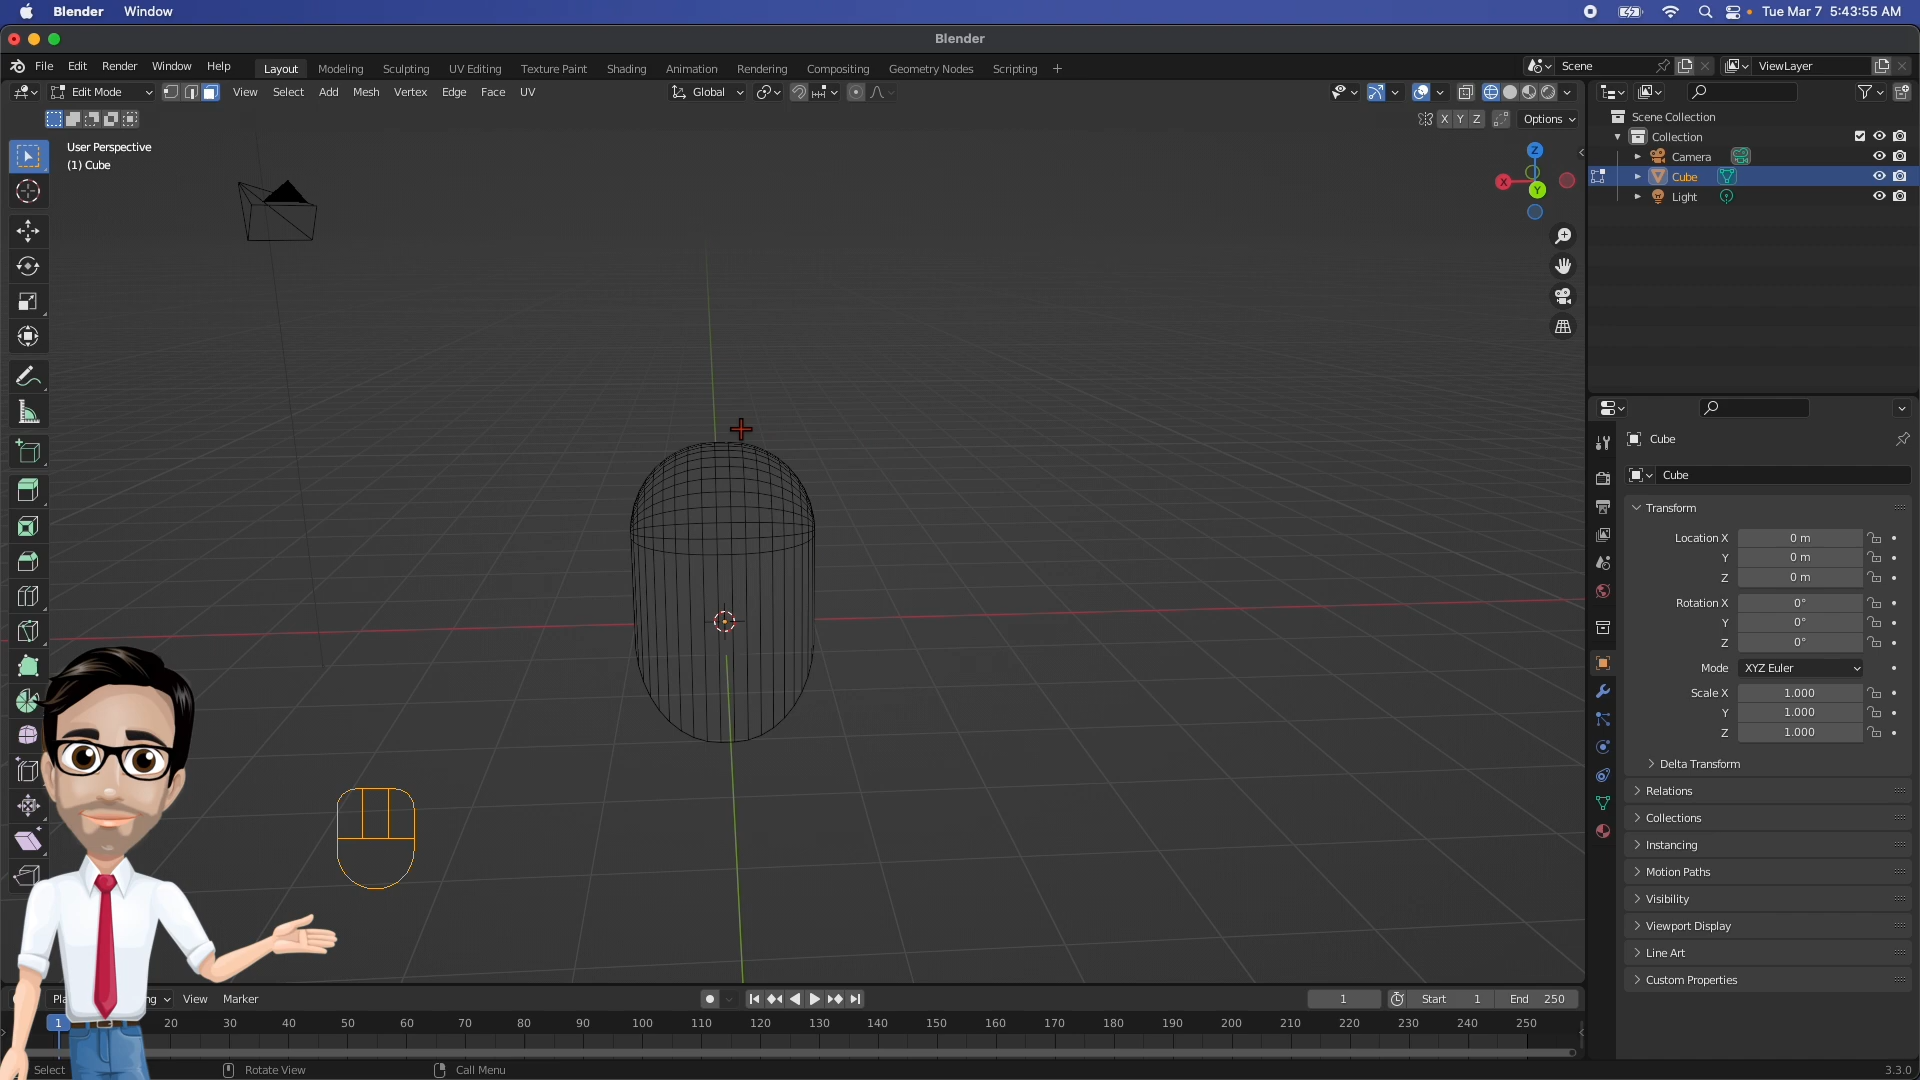 Blender Window Tue Mar 7 5:43:55 AM
Blender
File Edit Render Window Help Layout Modeling Sculpting UV Editing Texture Paint Shading Animation Rendering Compositing Geometry Nodes Scripting + Scene ViewLayer
Edit Mode View Select Add Mesh Vertex Edge Face UV Global
X Y Z Options
User Perspective
(1) Cube
Z
X
Y
Scene Collection
Collection
Camera
Cube
Light
Cube
Cube
Transform
Location X 0 m
Y 0 m
Z 0 m
Rotation X 0°
Y 0°
Z 0°
Mode XYZ Euler
Scale X 1.000
Y 1.000
Z 1.000
Delta Transform
Relations
Collections
Instancing
Motion Paths
Visibility
Viewport Display
Line Art
Custom Properties
View Marker 1 Start 1 End 250
1 20 30 40 50 60 70 80 90 100 110 120 130 140 150 160 170 180 190 200 210 220 230 240 250
Select Rotate View Call Menu 3.3.0